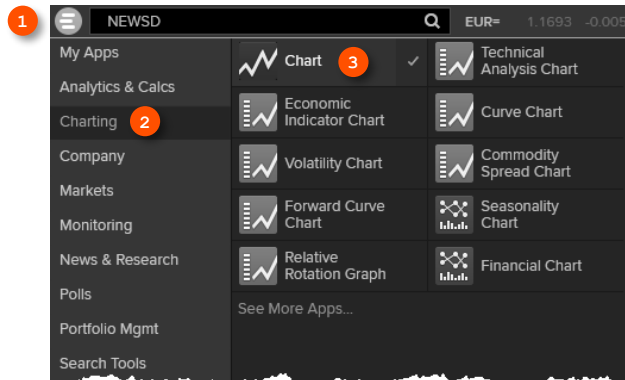 1
NEWSD
EUR= 1.1693 -0.005
My Apps
Analytics & Calcs
Charting 2
Company
Markets
Monitoring
News & Research
Polls
Portfolio Mgmt
Search Tools
Chart 3
Technical
Analysis Chart
Economic
Indicator Chart
Curve Chart
Volatility Chart
Commodity
Spread Chart
Forward Curve
Chart
Seasonality
Chart
Relative
Rotation Graph
Financial Chart
See More Apps...